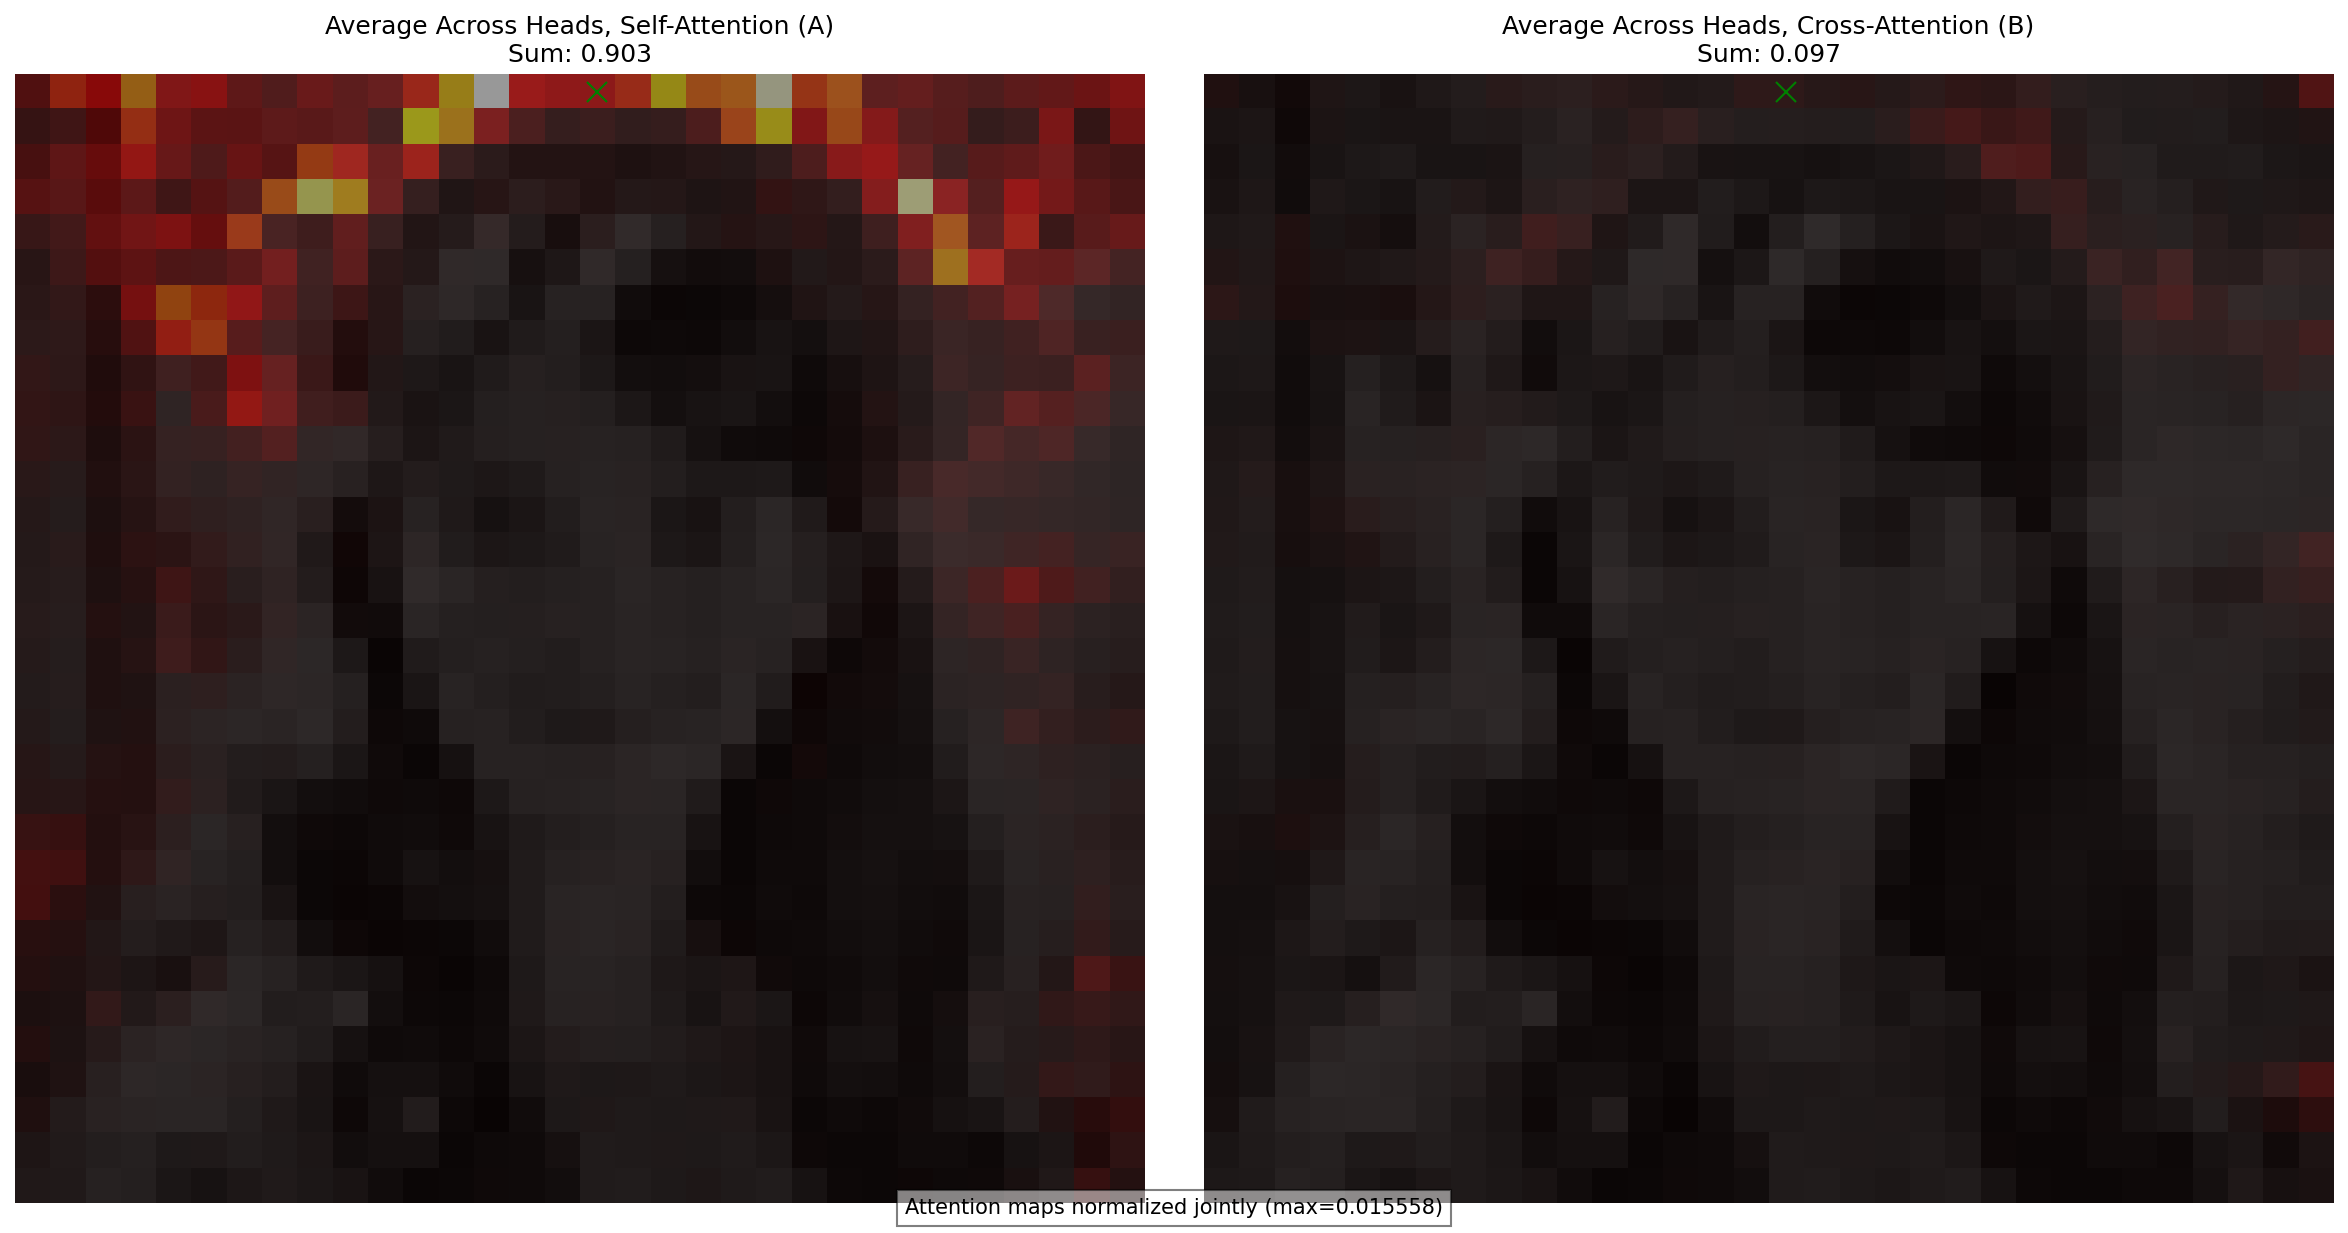 Average Across Heads, Self-Attention (A)
Sum: 0.903
Average Across Heads, Cross-Attention (B)
Sum: 0.097
Attention maps normalized jointly (max=0.015558)